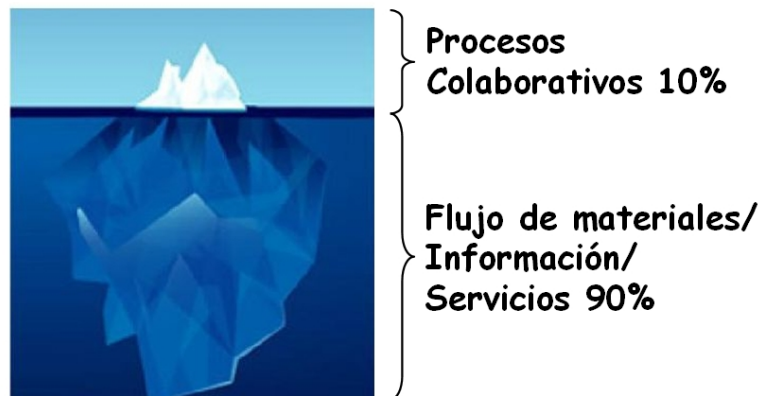 Procesos
Colaborativos 10%
Flujo de materiales/
Información/
Servicios 90%